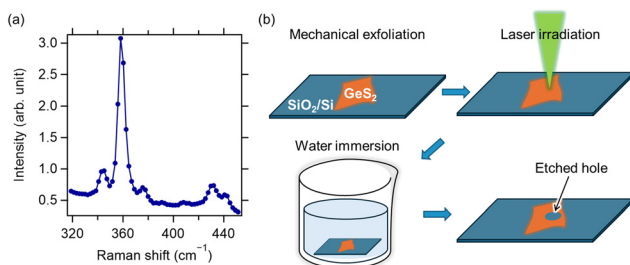 (a)
Intensity (arb. unit)
3.0
2.5
2.0
1.5
1.0
0.5
320
360
400
440
Raman shift (cm⁻¹)
(b)
Mechanical exfoliation
Laser irradiation
GeS₂
SiO₂/Si
Water immersion
Etched hole